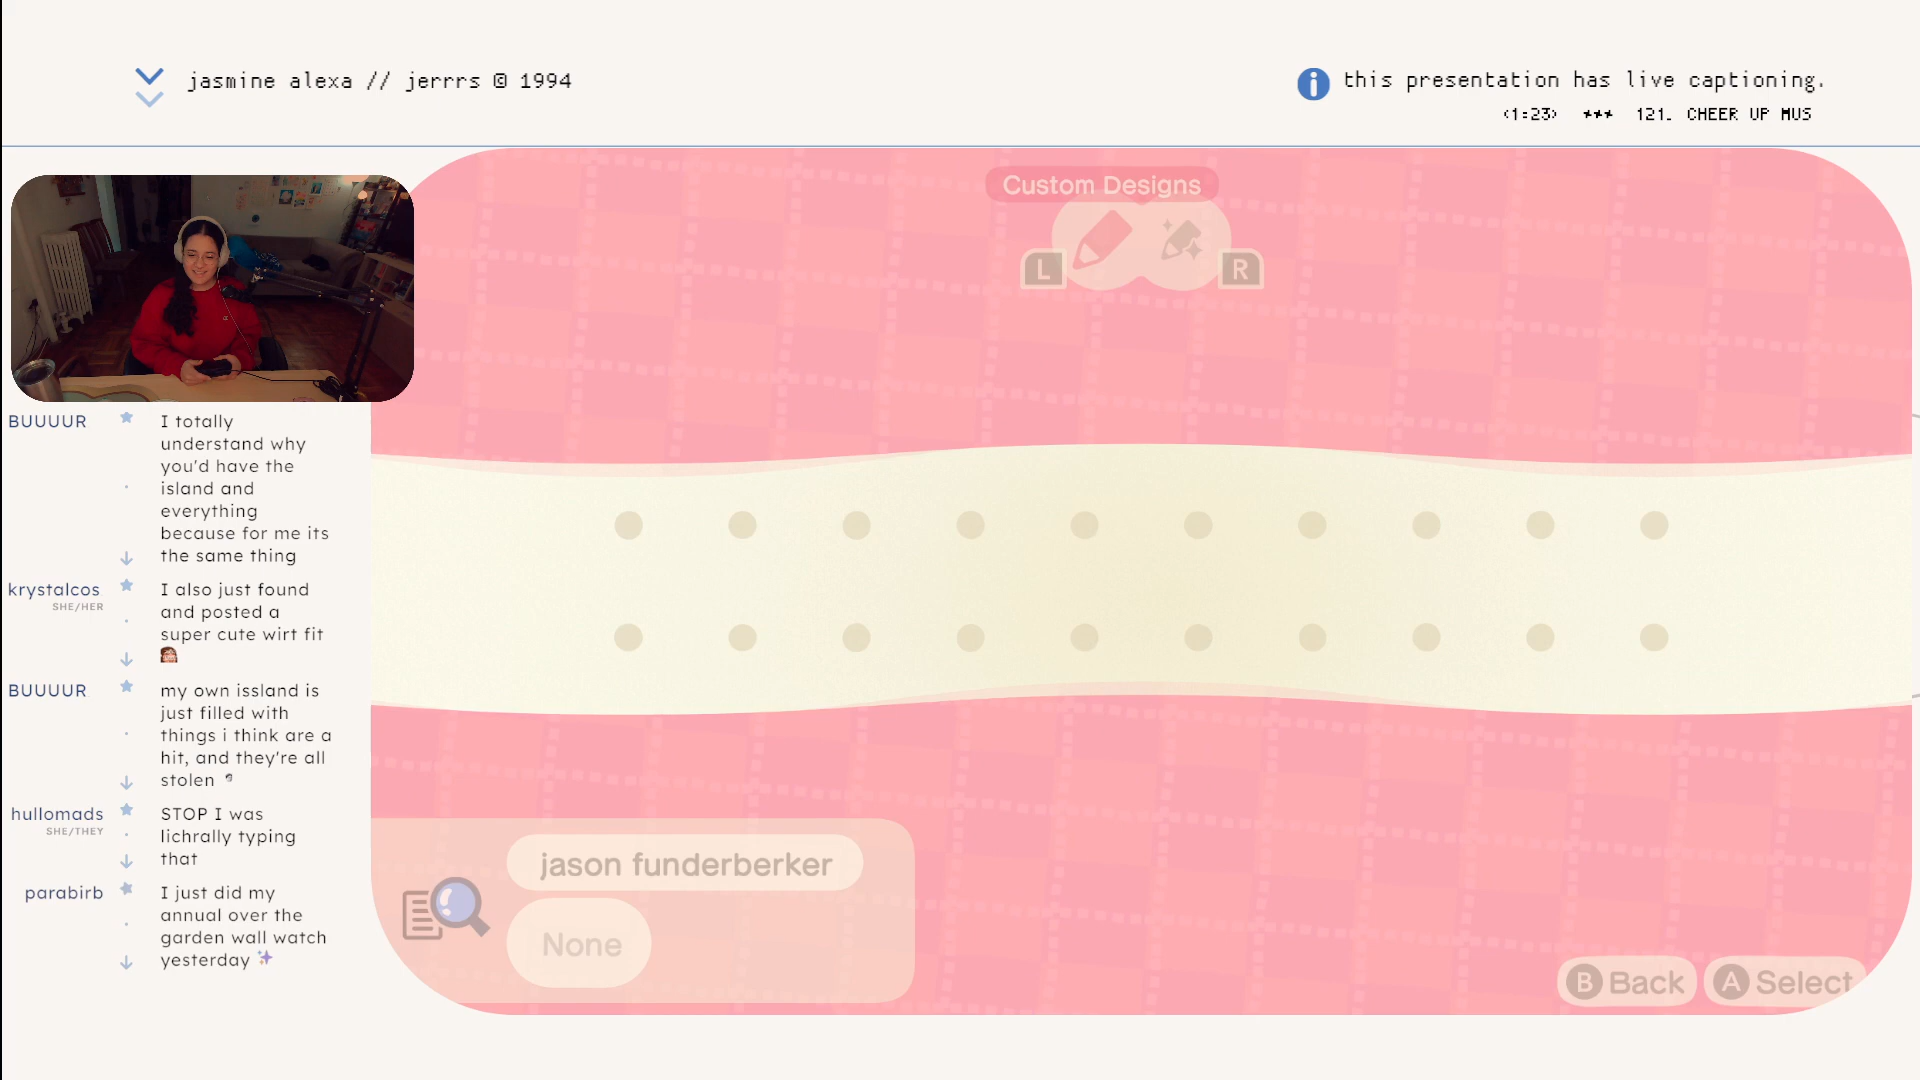 jasmine alexa // jerrrs © 1994
this presentation has live captioning.
<1:23> *** 121. CHEER UP MUS
Custom Designs
L R
BUUUUR
I totally
understand why
you'd have the
island and
everything
because for me its
the same thing
krystalcos
SHE/HER
I also just found
and posted a
super cute wirt fit
BUUUUR
my own issland is
just filled with
things i think are a
hit, and they're all
stolen
hullomads
SHE/THEY
STOP I was
lichrally typing
that
parabirb
I just did my
annual over the
garden wall watch
yesterday ✨
jason funderberker
None
B Back
A Select